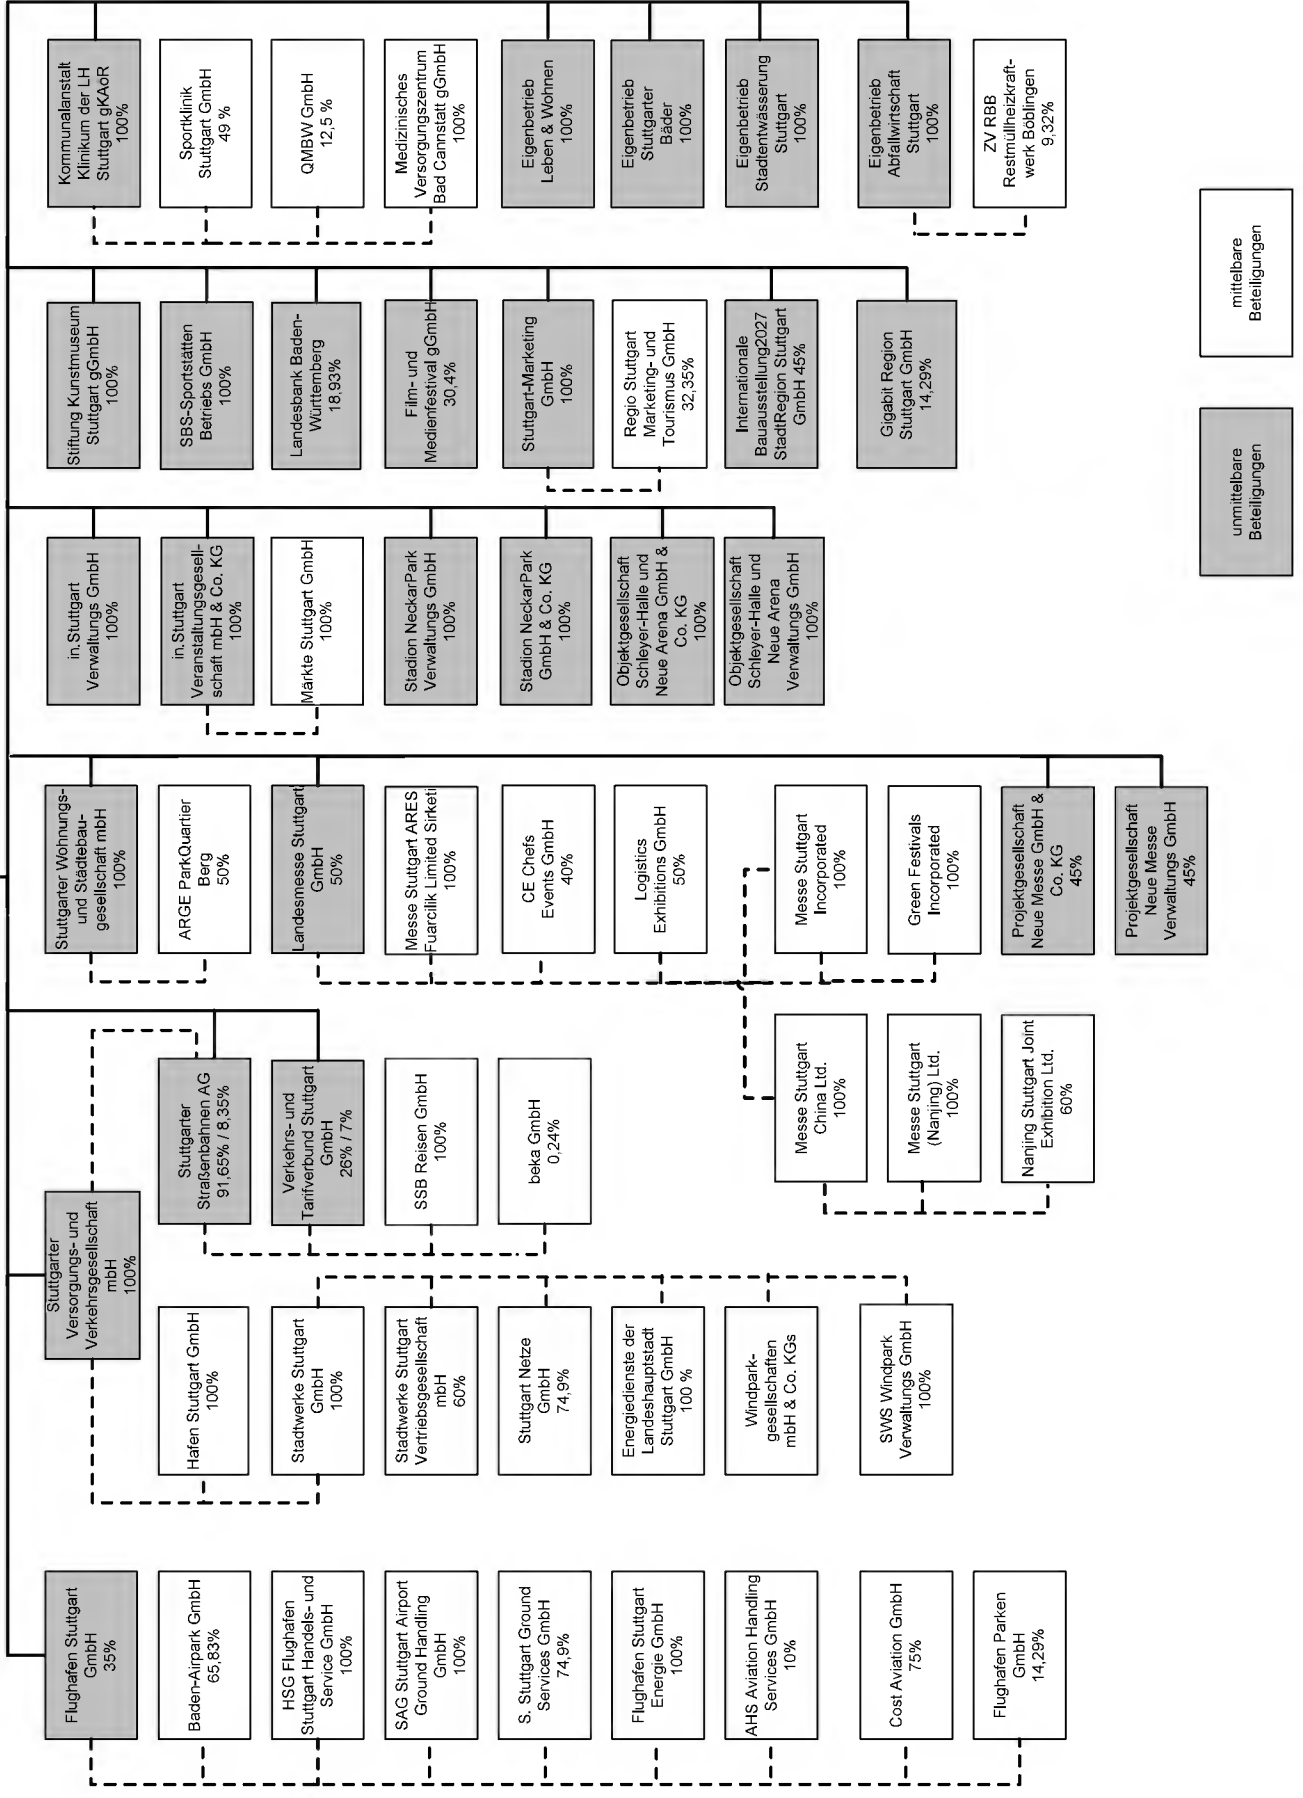 Flughafen Stuttgart
GmbH
35%
Baden-Airpark GmbH
65,83%
HSG Flughafen
Stuttgart Handels- und
Service GmbH
100%
SAG Stuttgart Airport
Ground Handling
GmbH
100%
S. Stuttgart Ground
Services GmbH
74,9%
Flughafen Stuttgart
Energie GmbH
100%
AHS Aviation Handling
Services GmbH
10%
Cost Aviation GmbH
75%
Flughafen Parken
GmbH
14,29%
Stuttgarter
Versorgungs- und
Verkehrsgesellschaft
mbH
100%
Hafen Stuttgart GmbH
100%
Stadtwerke Stuttgart
GmbH
100%
Stadtwerke Stuttgart
Vertriebsgesellschaft
mbH
60%
Stuttgart Netze
GmbH
74,9%
Energiedienste der
Landeshauptstadt
Stuttgart GmbH
100 %
Windpark-
gesellschaften
mbH & Co. KGs
SWS Windpark
Verwaltungs GmbH
100%
Stuttgarter
Straßenbahnen AG
91,65% / 8,35%
Verkehrs- und
Tarifverbund Stuttgart
GmbH
26% / 7%
SSB Reisen GmbH
100%
beka GmbH
0,24%
Messe Stuttgart
China Ltd.
100%
Messe Stuttgart
(Nanjing) Ltd.
100%
Nanjing Stuttgart Joint
Exhibition Ltd.
60%
Stuttgarter Wohnungs-
und Städtebau-
gesellschaft mbH
100%
ARGE ParkQuartier
Berg
50%
Landesmesse Stuttgart
GmbH
50%
Messe Stuttgart ARES
Fuarcilik Limited Sirketi
100%
CE Chefs
Events GmbH
40%
Logistics
Exhibitions GmbH
50%
Messe Stuttgart
Incorporated
100%
Green Festivals
Incorporated
100%
Projektgesellschaft
Neue Messe GmbH &
Co. KG
45%
Projektgesellschaft
Neue Messe
Verwaltungs GmbH
45%
in.Stuttgart
Verwaltungs GmbH
100%
in.Stuttgart
Veranstaltungsgesell-
schaft mbH & Co. KG
100%
Märkte Stuttgart GmbH
100%
Stadion NeckarPark
Verwaltungs GmbH
100%
Stadion NeckarPark
GmbH & Co. KG
100%
Objektgesellschaft
Schleyer-Halle und
Neue Arena GmbH &
Co. KG
100%
Objektgesellschaft
Schleyer-Halle und
Neue Arena
Verwaltungs GmbH
100%
Stiftung Kunstmuseum
Stuttgart gGmbH
100%
SBS-Sportstätten
Betriebs GmbH
100%
Landesbank Baden-
Württemberg
18,93%
Film- und
Medienfestival gGmbH
30,4%
Stuttgart-Marketing
GmbH
100%
Regio Stuttgart
Marketing- und
Tourismus GmbH
32,35%
Internationale
Bauausstellung2027
StadtRegion Stuttgart
GmbH 45%
Gigabit Region
Stuttgart GmbH
14,29%
Kommunalanstalt
Klinikum der LH
Stuttgart gKAöR
100%
Sportklinik
Stuttgart GmbH
49 %
QMBW GmbH
12,5 %
Medizinisches
Versorgungszentrum
Bad Cannstatt gGmbH
100%
Eigenbetrieb
Leben & Wohnen
100%
Eigenbetrieb
Stuttgarter
Bäder
100%
Eigenbetrieb
Stadtentwässerung
Stuttgart
100%
Eigenbetrieb
Abfallwirtschaft
Stuttgart
100%
ZV RBB
Restmüllheizkraft-
werk Böblingen
9,32%
unmittelbare
Beteiligungen
mittelbare
Beteiligungen